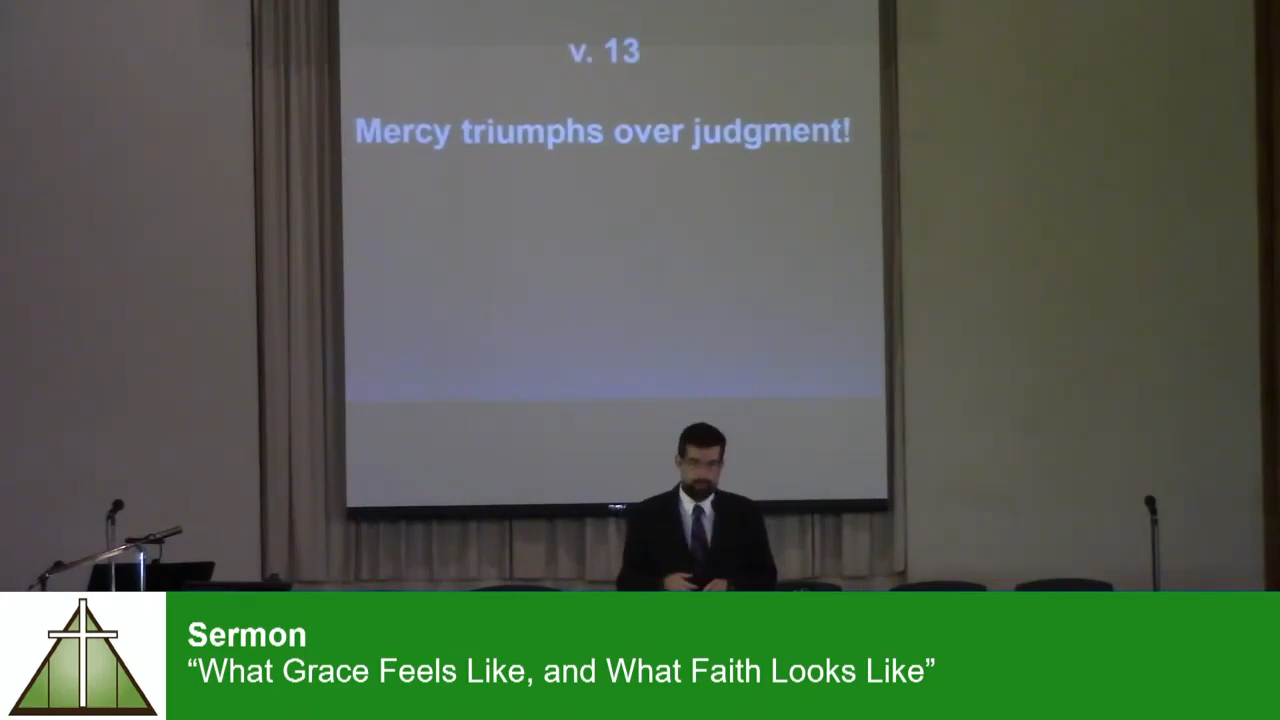 v. 13
Mercy triumphs over judgment!
Sermon
“What Grace Feels Like, and What Faith Looks Like”